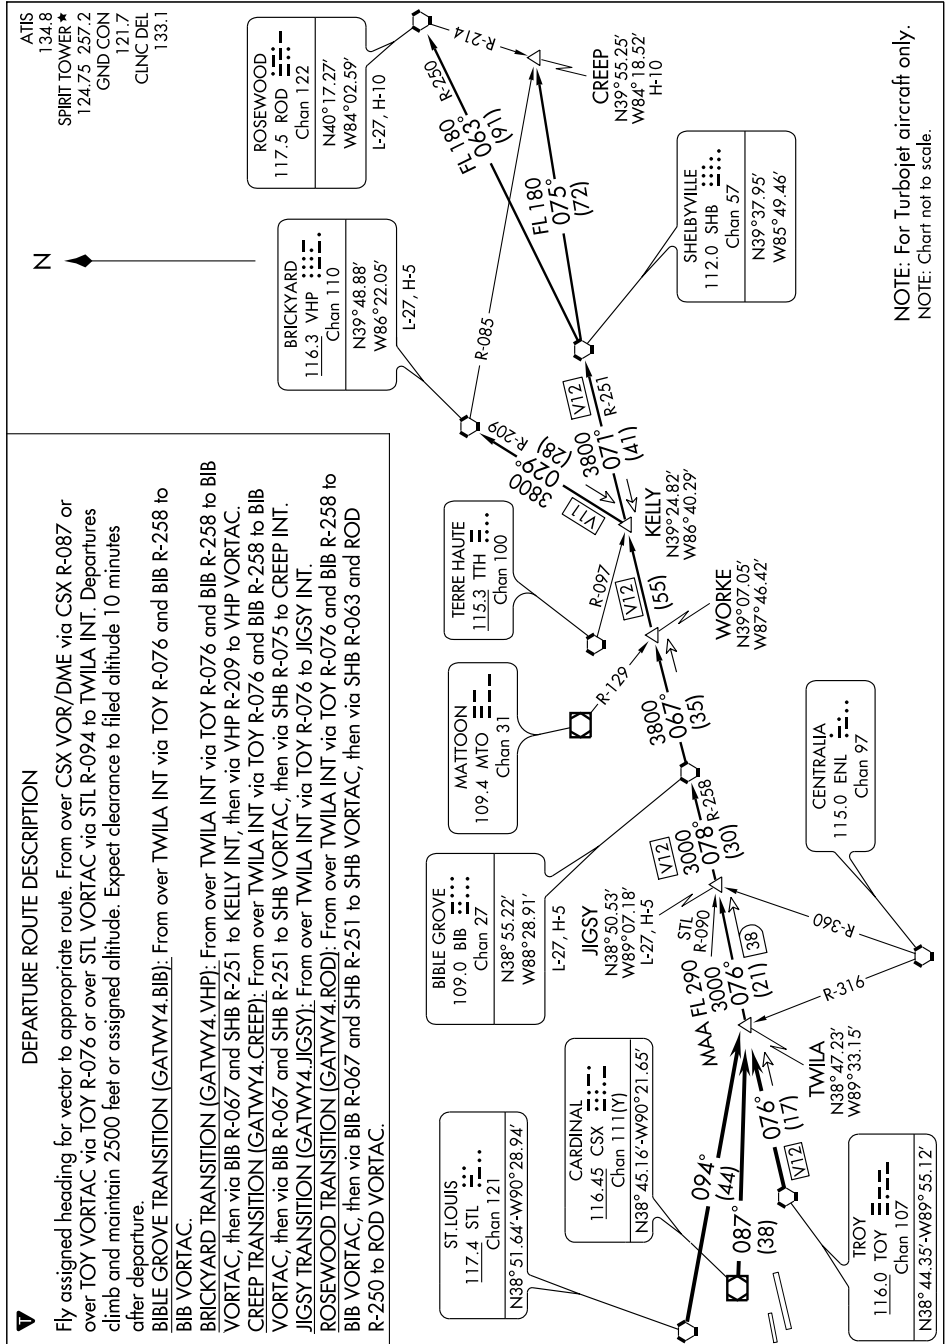 DEPARTURE ROUTE DESCRIPTION
Fly assigned heading for vector to appropriate route. From over CSX VOR/DME via CSX R-087 or
over TOY VORTAC via TOY R-076 or over STL VORTAC via STL R-094 to TWILA INT. Departures
climb and maintain 2500 feet or assigned altitude. Expect clearance to filed altitude 10 minutes
after departure.
BIBLE GROVE TRANSITION (GATWY4.BIB): From over TWILA INT via TOY R-076 and BIB R-258 to
BIB VORTAC.
BRICKYARD TRANSITION (GATWY4.VHP): From over TWILA INT via TOY R-076 and BIB R-258 to BIB
VORTAC, then via BIB R-067 and SHB R-251 to KELLY INT, then via VHP R-209 to VHP VORTAC.
CREEP TRANSITION (GATWY4.CREEP): From over TWILA INT via TOY R-076 and BIB R-258 to BIB
VORTAC, then via BIB R-067 and SHB R-251 to SHB VORTAC, then via SHB R-075 to CREEP INT.
JIGSY TRANSITION (GATWY4.JIGSY): From over TWILA INT via TOY R-076 to JIGSY INT.
ROSEWOOD TRANSITION (GATWY4.ROD): From over TWILA INT via TOY R-076 and BIB R-258 to
BIB VORTAC, then via BIB R-067 and SHB R-251 to SHB VORTAC, then via SHB R-063 and ROD
R-250 to ROD VORTAC.
ATIS
134.8
SPIRIT TOWER★
124.75 257.2
GND CON
121.7
CLNC DEL
133.1
N
ROSEWOOD
117.5 ROD
Chan 122
N40°17.27'
W84°02.59'
L-27, H-10
BRICKYARD
116.3 VHP
Chan 110
N39°48.88'
W86°22.05'
L-27, H-5
R-214
R-250
FL 180
063°
(91)
CREEP
N39°55.25'
W84°18.52'
H-10
R-085
FL 180
075°
(72)
SHELBYVILLE
112.0 SHB
Chan 57
N39°37.95'
W85°49.46'
R-209
3800
029°
(28)
V11
V12
R-251
3800
071°
(41)
KELLY
N39°24.82'
W86°40.29'
TERRE HAUTE
115.3 TTH
Chan 100
R-097
V12
(55)
WORKE
N39°07.05'
W87°46.42'
MATTOON
109.4 MTO
Chan 31
R-129
3800
067°
(35)
BIBLE GROVE
109.0 BIB
Chan 27
N38°55.22'
W88°28.91'
L-27, H-5
V12
R-258
3000
078°
(30)
JIGSY
N38°50.53'
W89°07.18'
L-27, H-5
STL
R-090
MAA FL 290
3000
076°
(21)
38
R-360
R-316
CENTRALIA
115.0 ENL
Chan 97
TWILA
N38°47.23'
W89°33.15'
ST.LOUIS
117.4 STL
Chan 121
N38°51.64'-W90°28.94'
CARDINAL
116.45 CSX
Chan 111(Y)
N38°45.16'-W90°21.65'
094°
(44)
087°
(38)
076°
(17)
V12
TROY
116.0 TOY
Chan 107
N38°44.35'-W89°55.12'
NOTE: For Turbojet aircraft only.
NOTE: Chart not to scale.
T